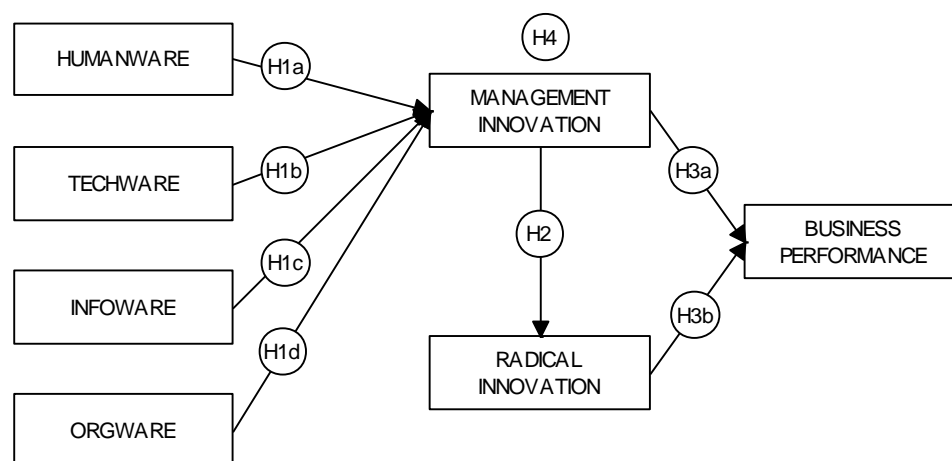 HUMANWARE
TECHWARE
INFOWARE
ORGWARE
H1a
H1b
H1c
H1d
H4
MANAGEMENT
INNOVATION
H2
RADICAL
INNOVATION
H3a
H3b
BUSINESS
PERFORMANCE